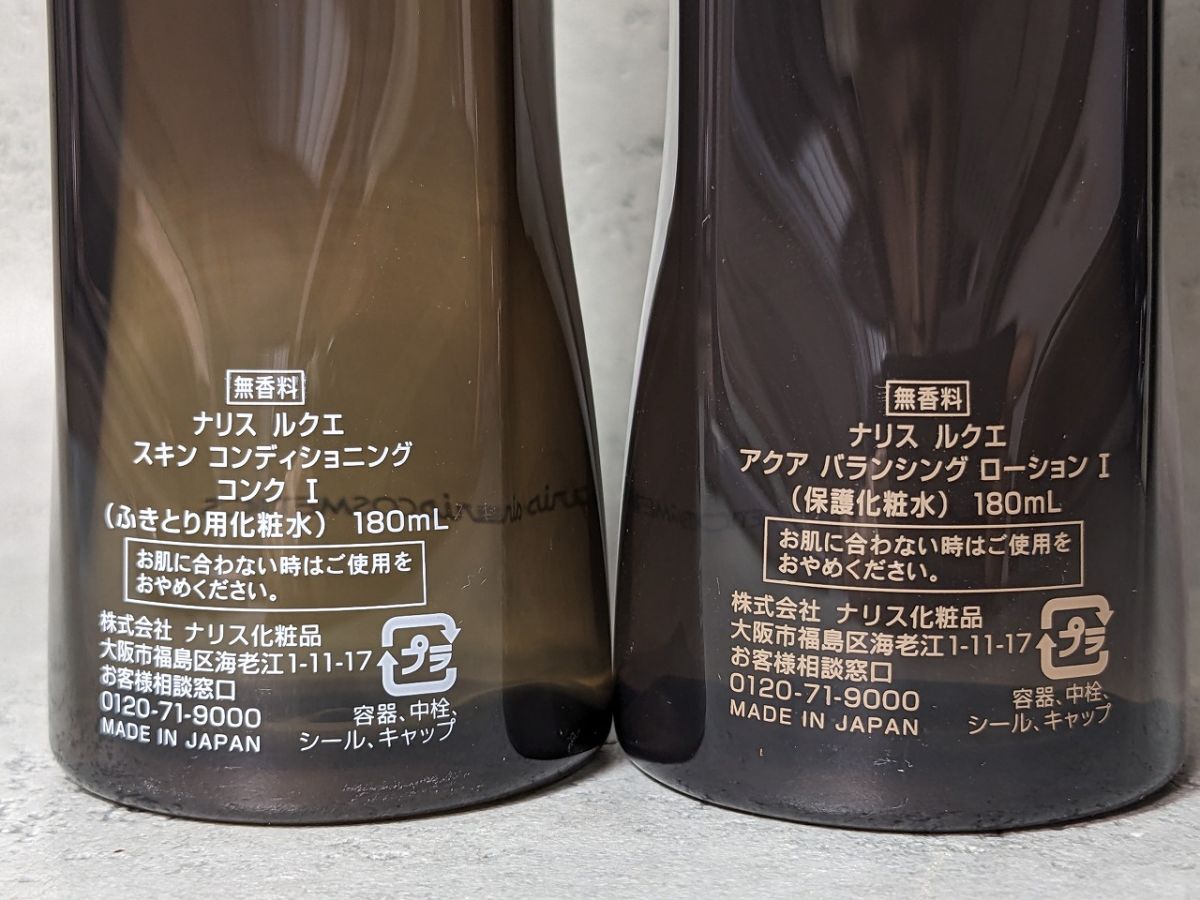 無香料
ナリス ルクエ
スキン コンディショニング
コンク I
(ふきとり用化粧水) 180mL
お肌に合わない時はご使用を
おやめください。
株式会社 ナリス化粧品
大阪市福島区海老江1-11-17
お客様相談窓口
0120-71-9000
MADE IN JAPAN
プラ
容器、中栓、
シール、キャップ
無香料
ナリス ルクエ
アクア バランシング ローション I
(保護化粧水) 180mL
お肌に合わない時はご使用を
おやめください。
株式会社 ナリス化粧品
大阪市福島区海老江1-11-17
お客様相談窓口
0120-71-9000
MADE IN JAPAN
プラ
容器、中栓、
シール、キャップ